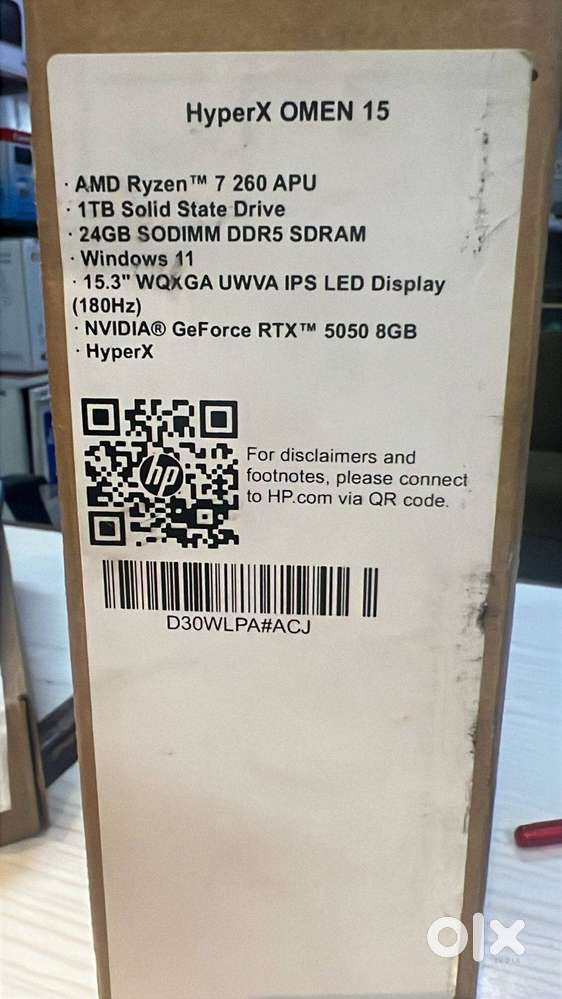 HyperX OMEN 15
· AMD Ryzen™ 7 260 APU
· 1TB Solid State Drive
· 24GB SODIMM DDR5 SDRAM
· Windows 11
· 15.3" WQXGA UWVA IPS LED Display
(180Hz)
· NVIDIA® GeForce RTX™ 5050 8GB
· HyperX
hp
For disclaimers and
footnotes, please connect
to HP.com via QR code.
D30WLPA#ACJ
olx
INDIA